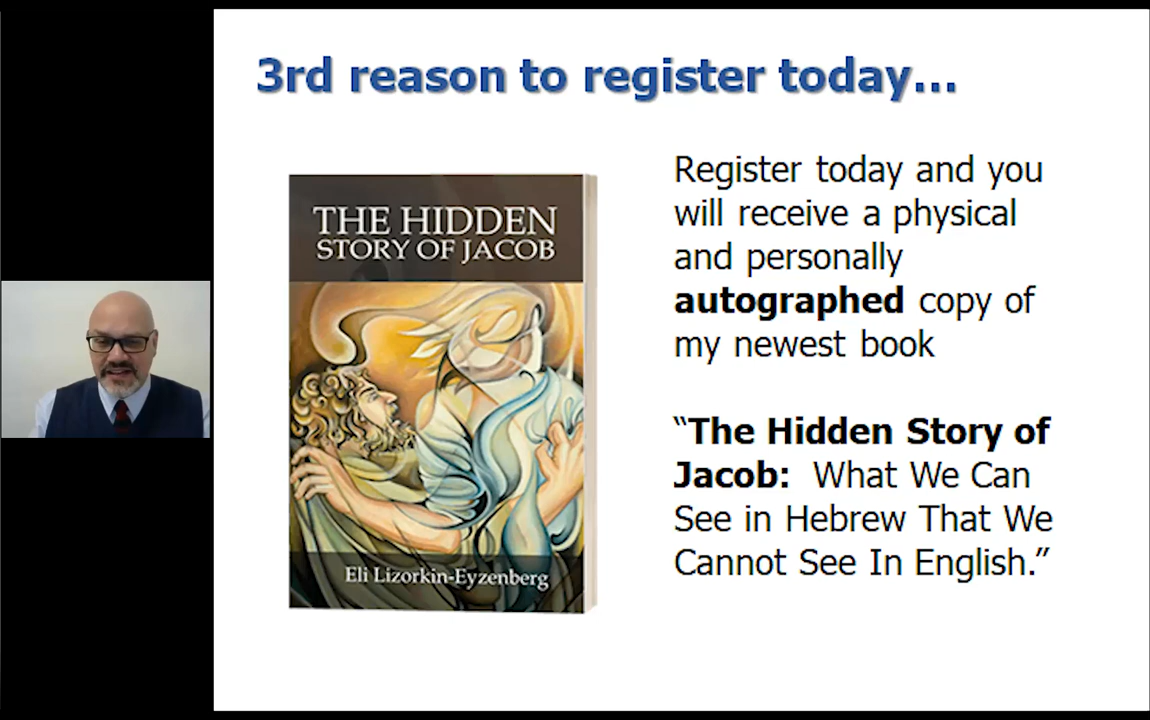 3rd reason to register today...
THE HIDDEN
STORY OF JACOB
Eli Lizorkin-Eyzenberg
Register today and you
will receive a physical
and personally
autographed copy of
my newest book
“The Hidden Story of
Jacob: What We Can
See in Hebrew That We
Cannot See In English.”